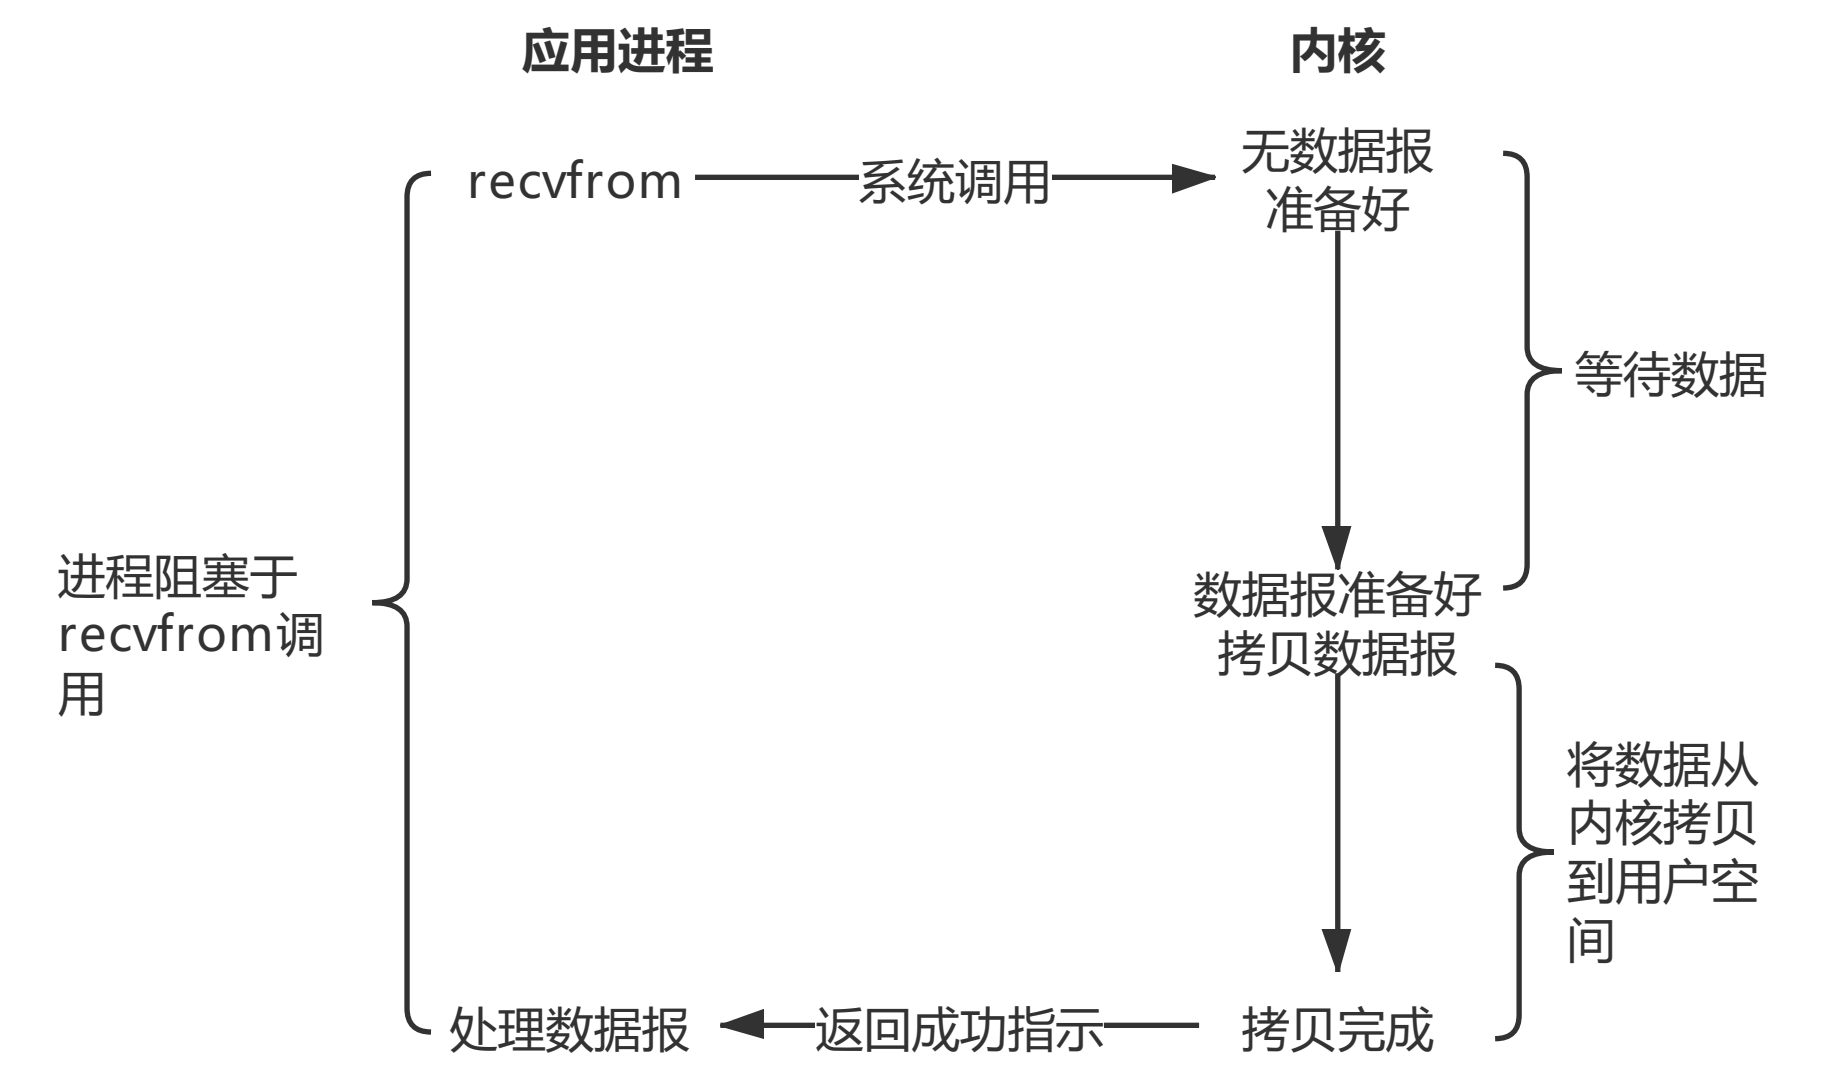 应用进程
内核
recvfrom
系统调用
无数据报
准备好
等待数据
进程阻塞于
recvfrom调
用
数据报准备好
拷贝数据报
将数据从
内核拷贝
到用户空
间
处理数据报
返回成功指示
拷贝完成